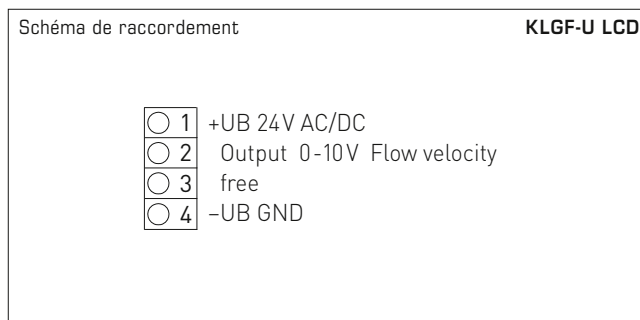 Schéma de raccordement KLGF-U LCD
1 +UB 24V AC/DC
2 Output 0-10V Flow velocity
3 free
4 –UB GND